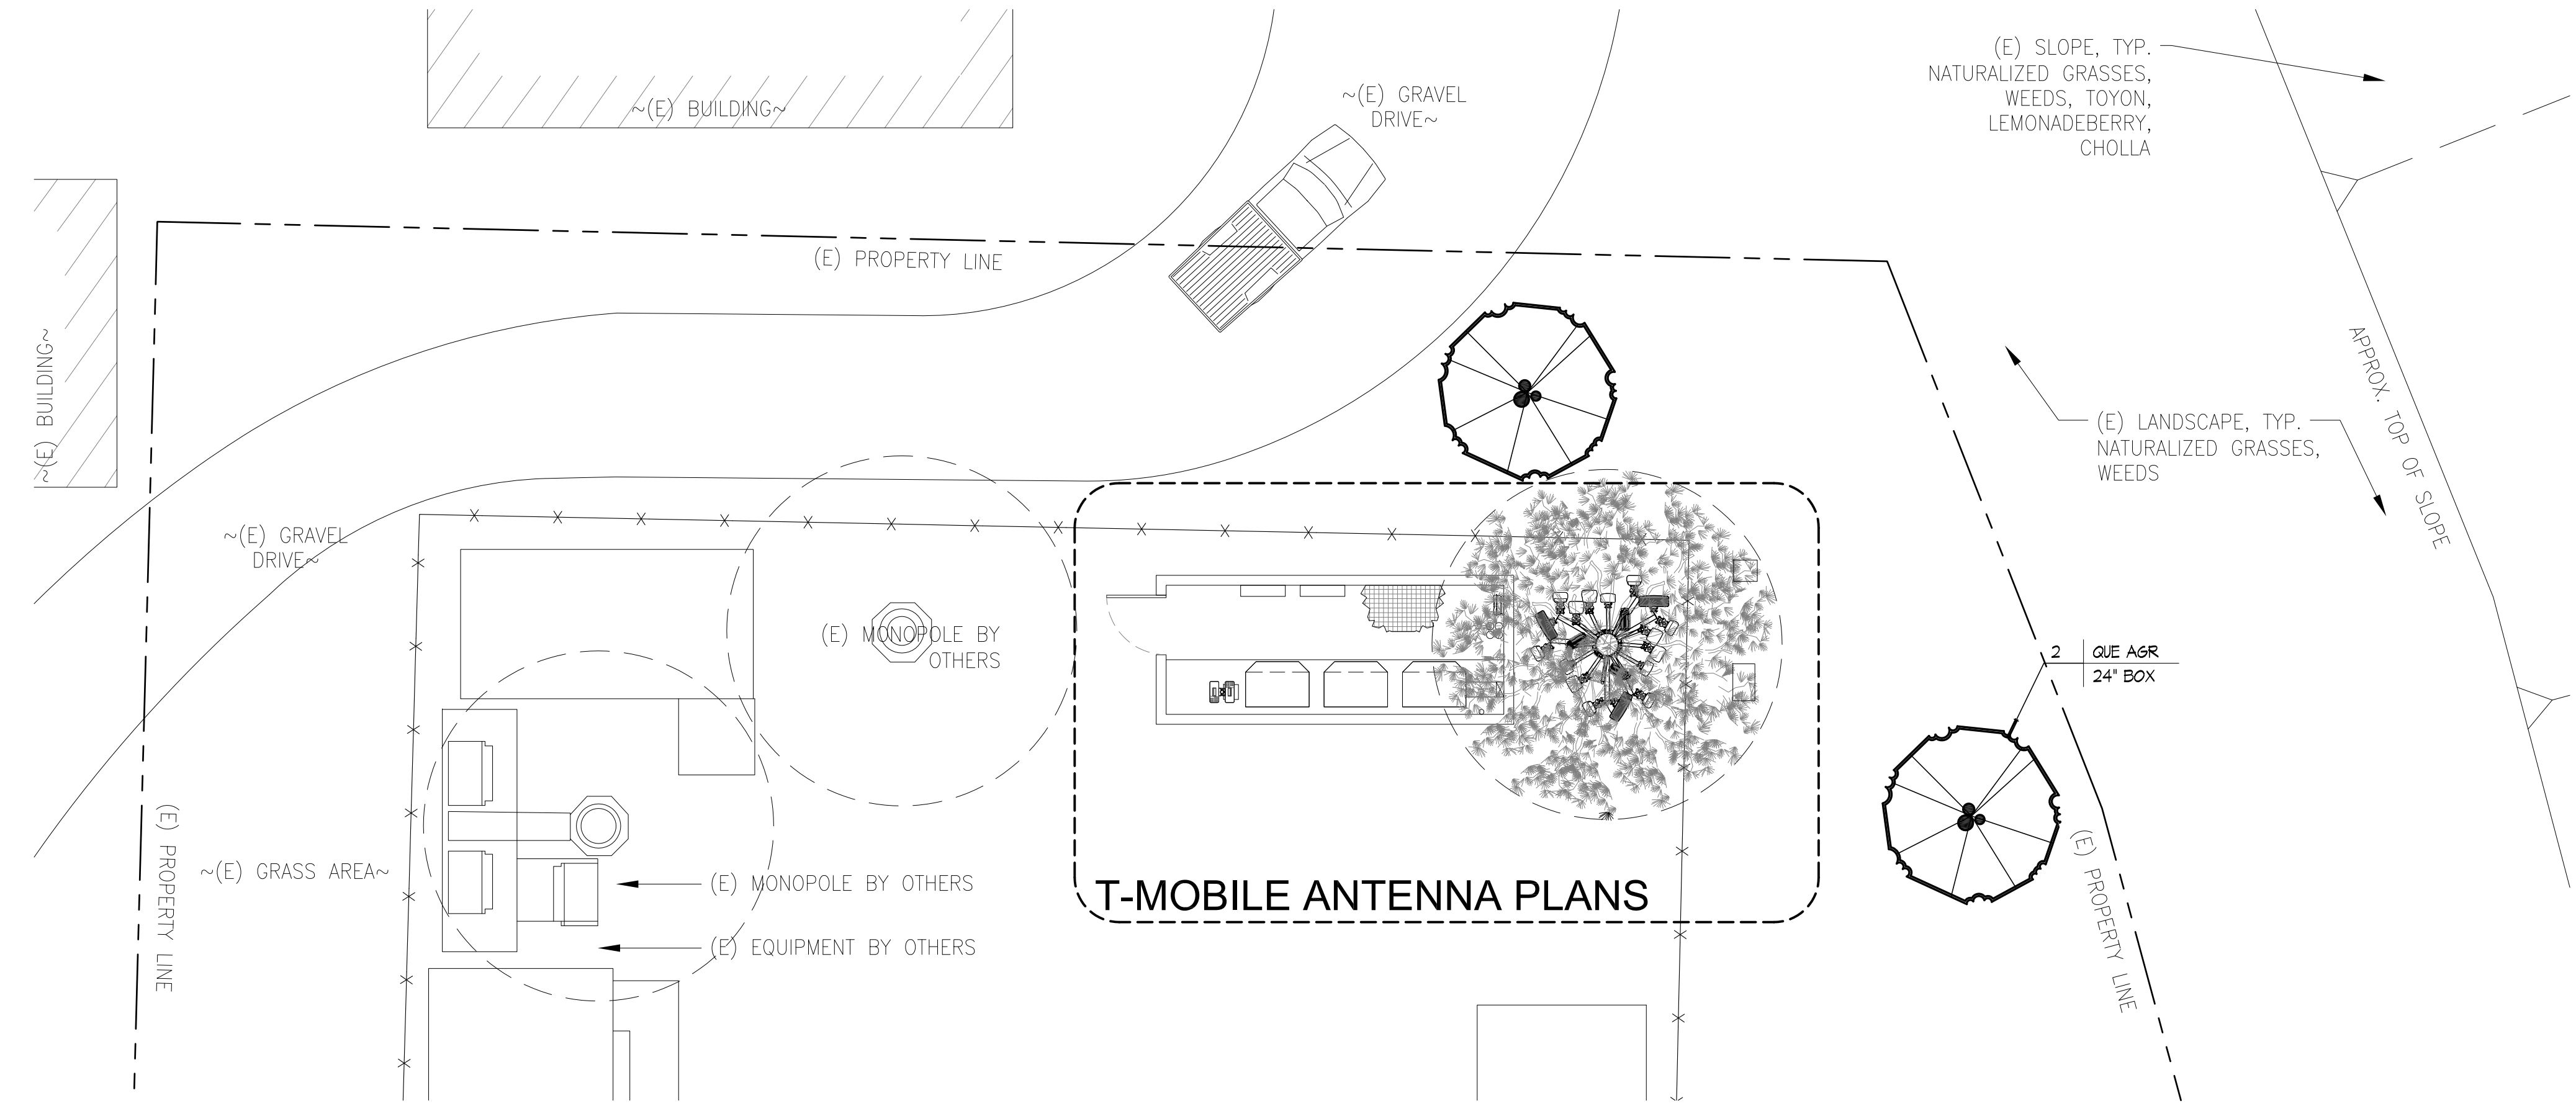 (E) SLOPE, TYP.
NATURALIZED GRASSES,
WEEDS, TOYON,
LEMONADEBERRY,
CHOLLA
~(E) BUILDING~
~(E) GRAVEL
DRIVE~
(E) PROPERTY LINE
~(E) BUILDING~
APPROX. TOP OF SLOPE
(E) LANDSCAPE, TYP.
NATURALIZED GRASSES,
WEEDS
~(E) GRAVEL
DRIVE~
(E) MONOPOLE BY
OTHERS
2 QUE AGR
24" BOX
(E) PROPERTY LINE
~(E) GRASS AREA~
(E) MONOPOLE BY OTHERS
T-MOBILE ANTENNA PLANS
(E) PROPERTY LINE
(E) EQUIPMENT BY OTHERS